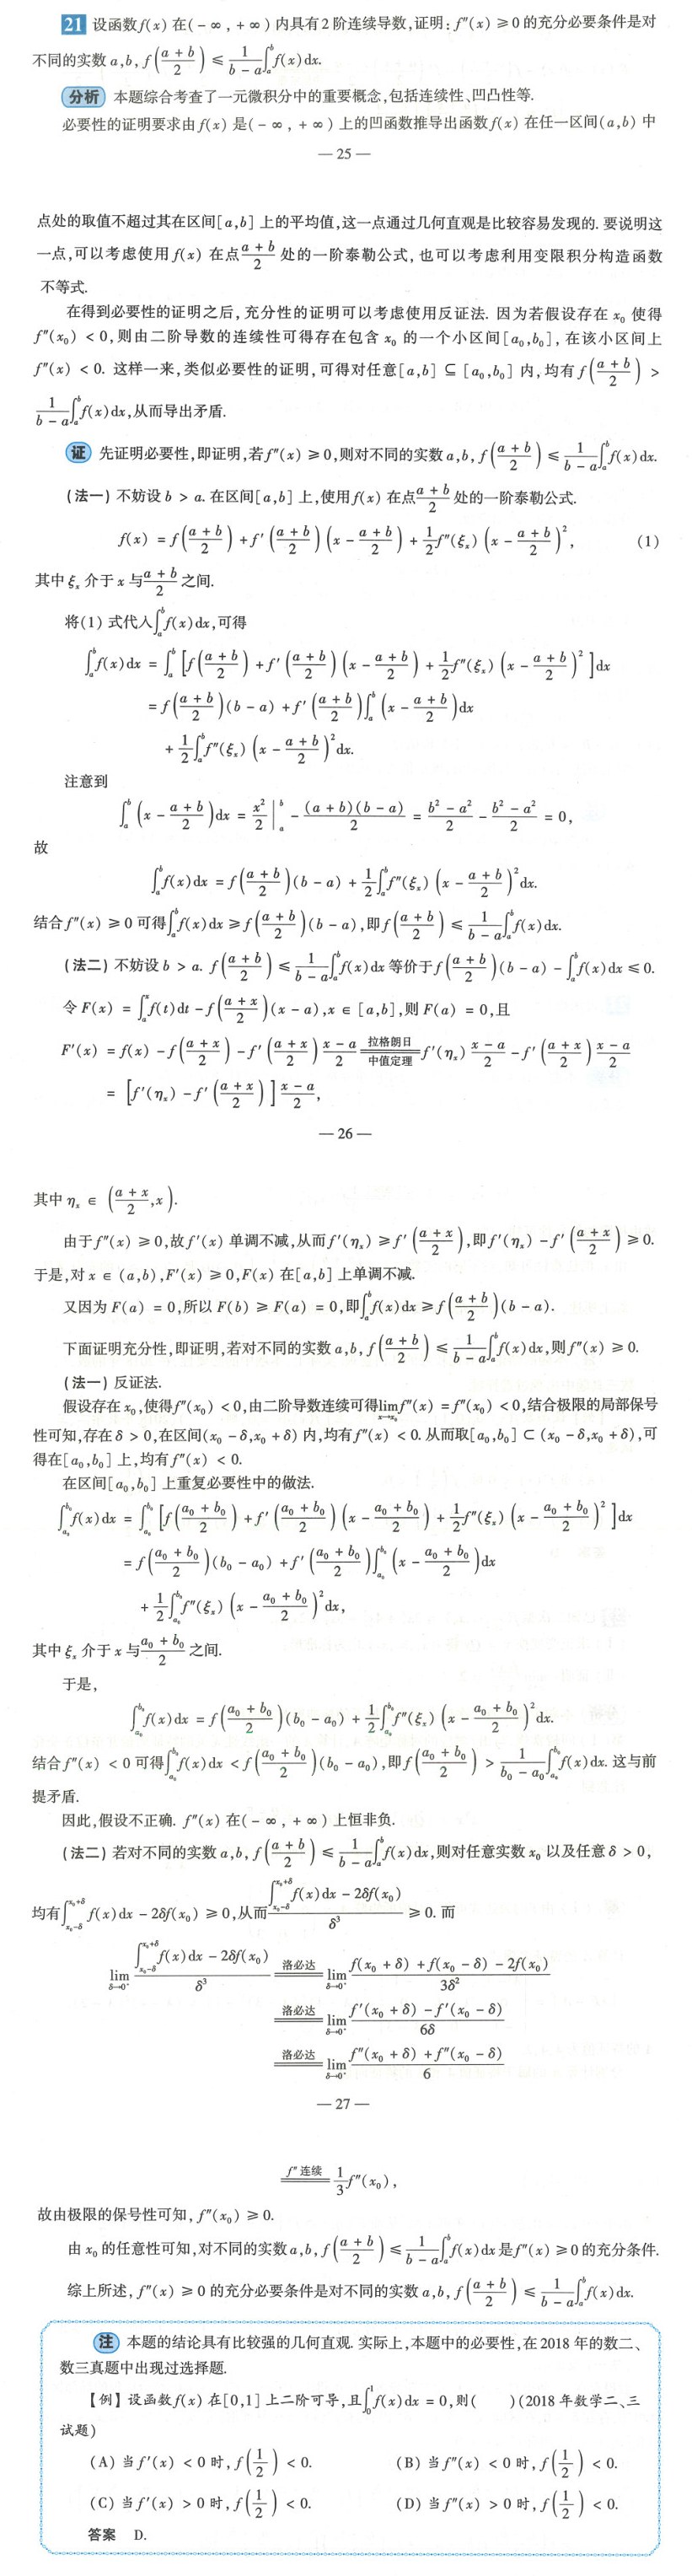 21 设函数f(x)在(-∞,+∞)内具有2阶连续导数,证明:f″(x)≥0的充分必要条件是对
不同的实数a,b,f((a+b)/2)≤1/(b-a)∫_a^b f(x)dx.
分析 本题综合考查了一元微积分中的重要概念,包括连续性、凹凸性等.
必要性的证明要求由f(x)是(-∞,+∞)上的凹函数推导出函数f(x)在任一区间(a,b)中
— 25 —
点处的取值不超过其在区间[a,b]上的平均值,这一点通过几何直观是比较容易发现的.要说明这
一点,可以考虑使用f(x)在点(a+b)/2处的一阶泰勒公式,也可以考虑利用变限积分构造函数
不等式.
在得到必要性的证明之后,充分性的证明可以考虑使用反证法.因为若假设存在x₀使得
f″(x₀)<0,则由二阶导数的连续性可得存在包含x₀的一个小区间[a₀,b₀],在该小区间上
f″(x)<0.这样一来,类似必要性的证明,可得对任意[a,b]⊆[a₀,b₀]内,均有f((a+b)/2)>
1/(b-a)∫_a^b f(x)dx,从而导出矛盾.
证 先证明必要性,即证明,若f″(x)≥0,则对不同的实数a,b,f((a+b)/2)≤1/(b-a)∫_a^b f(x)dx.
(法一)不妨设b>a.在区间[a,b]上,使用f(x)在点(a+b)/2处的一阶泰勒公式.
f(x)=f((a+b)/2)+f′((a+b)/2)(x-(a+b)/2)+1/2f″(ξₓ)(x-(a+b)/2)², (1)
其中ξₓ介于x与(a+b)/2之间.
将(1)式代入∫_a^b f(x)dx,可得
∫_a^b f(x)dx=∫_a^b[f((a+b)/2)+f′((a+b)/2)(x-(a+b)/2)+1/2f″(ξₓ)(x-(a+b)/2)²]dx
=f((a+b)/2)(b-a)+f′((a+b)/2)∫_a^b(x-(a+b)/2)dx
+1/2∫_a^b f″(ξₓ)(x-(a+b)/2)²dx.
注意到
∫_a^b(x-(a+b)/2)dx=x²/2|_a^b-(a+b)(b-a)/2=(b²-a²)/2-(b²-a²)/2=0,
故
∫_a^b f(x)dx=f((a+b)/2)(b-a)+1/2∫_a^b f″(ξₓ)(x-(a+b)/2)²dx.
结合f″(x)≥0可得∫_a^b f(x)dx≥f((a+b)/2)(b-a),即f((a+b)/2)≤1/(b-a)∫_a^b f(x)dx.
(法二)不妨设b>a.f((a+b)/2)≤1/(b-a)∫_a^b f(x)dx等价于f((a+b)/2)(b-a)-∫_a^b f(x)dx≤0.
令F(x)=∫_a^x f(t)dt-f((a+x)/2)(x-a),x∈[a,b],则F(a)=0,且
F′(x)=f(x)-f((a+x)/2)-f′((a+x)/2)(x-a)/2 拉格朗日中值定理= f′(ηₓ)(x-a)/2-f′((a+x)/2)(x-a)/2
=[f′(ηₓ)-f′((a+x)/2)](x-a)/2,
— 26 —
其中ηₓ∈((a+x)/2,x).
由于f″(x)≥0,故f′(x)单调不减,从而f′(ηₓ)≥f′((a+x)/2),即f′(ηₓ)-f′((a+x)/2)≥0.
于是,对x∈(a,b),F′(x)≥0,F(x)在[a,b]上单调不减.
又因为F(a)=0,所以F(b)≥F(a)=0,即∫_a^b f(x)dx≥f((a+b)/2)(b-a).
下面证明充分性,即证明,若对不同的实数a,b,f((a+b)/2)≤1/(b-a)∫_a^b f(x)dx,则f″(x)≥0.
(法一)反证法.
假设存在x₀,使得f″(x₀)<0,由二阶导数连续可得lim_{x→x₀}f″(x)=f″(x₀)<0,结合极限的局部保号
性可知,存在δ>0,在区间(x₀-δ,x₀+δ)内,均有f″(x)<0.从而取[a₀,b₀]⊂(x₀-δ,x₀+δ),可
得在[a₀,b₀]上,均有f″(x)<0.
在区间[a₀,b₀]上重复必要性中的做法.
∫_{a₀}^{b₀} f(x)dx=∫_{a₀}^{b₀}[f((a₀+b₀)/2)+f′((a₀+b₀)/2)(x-(a₀+b₀)/2)+1/2f″(ξₓ)(x-(a₀+b₀)/2)²]dx
=f((a₀+b₀)/2)(b₀-a₀)+f′((a₀+b₀)/2)∫_{a₀}^{b₀}(x-(a₀+b₀)/2)dx
+1/2∫_{a₀}^{b₀} f″(ξₓ)(x-(a₀+b₀)/2)²dx,
其中ξₓ介于x与(a₀+b₀)/2之间.
于是,
∫_{a₀}^{b₀} f(x)dx=f((a₀+b₀)/2)(b₀-a₀)+1/2∫_{a₀}^{b₀} f″(ξₓ)(x-(a₀+b₀)/2)²dx.
结合f″(x)<0可得∫_{a₀}^{b₀} f(x)dx<f((a₀+b₀)/2)(b₀-a₀),即f((a₀+b₀)/2)>1/(b₀-a₀)∫_{a₀}^{b₀} f(x)dx.这与前
提矛盾.
因此,假设不正确.f″(x)在(-∞,+∞)上恒非负.
(法二)若对不同的实数a,b,f((a+b)/2)≤1/(b-a)∫_a^b f(x)dx,则对任意实数x₀以及任意δ>0,
均有∫_{x₀-δ}^{x₀+δ} f(x)dx-2δf(x₀)≥0,从而(∫_{x₀-δ}^{x₀+δ} f(x)dx-2δf(x₀))/δ³≥0.而
lim_{δ→0⁺}(∫_{x₀-δ}^{x₀+δ} f(x)dx-2δf(x₀))/δ³ 洛必达= lim_{δ→0⁺}(f(x₀+δ)+f(x₀-δ)-2f(x₀))/3δ²
洛必达= lim_{δ→0⁺}(f′(x₀+δ)-f′(x₀-δ))/6δ
洛必达= lim_{δ→0⁺}(f″(x₀+δ)+f″(x₀-δ))/6
— 27 —
f″连续= 1/3f″(x₀),
故由极限的保号性可知,f″(x₀)≥0.
由x₀的任意性可知,对不同的实数a,b,f((a+b)/2)≤1/(b-a)∫_a^b f(x)dx是f″(x)≥0的充分条件.
综上所述,f″(x)≥0的充分必要条件是对不同的实数a,b,f((a+b)/2)≤1/(b-a)∫_a^b f(x)dx.
注 本题的结论具有比较强的几何直观.实际上,本题中的必要性,在2018年的数二、
数三真题中出现过选择题.
【例】设函数f(x)在[0,1]上二阶可导,且∫_0^1 f(x)dx=0,则( )(2018年数学二、三
试题)
(A)当f′(x)<0时,f(1/2)<0. (B)当f″(x)<0时,f(1/2)<0.
(C)当f′(x)>0时,f(1/2)<0. (D)当f″(x)>0时,f(1/2)<0.
答案 D.